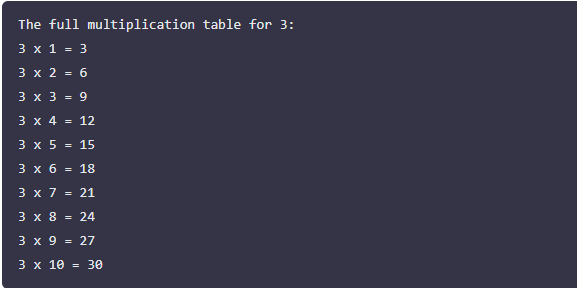 The full multiplication table for 3:
3 x 1 = 3
3 x 2 = 6
3 x 3 = 9
3 x 4 = 12
3 x 5 = 15
3 x 6 = 18
3 x 7 = 21
3 x 8 = 24
3 x 9 = 27
3 x 10 = 30